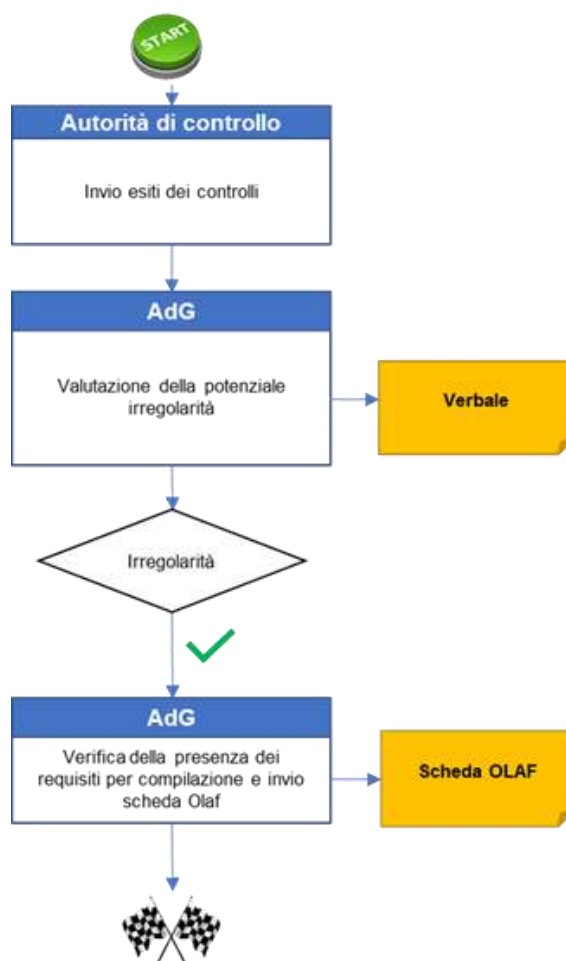 START
Autorità di controllo
Invio esiti dei controlli
AdG
Valutazione della potenziale
irregolarità
Verbale
Irregolarità
AdG
Verifica della presenza dei
requisiti per compilazione e invio
scheda Olaf
Scheda OLAF